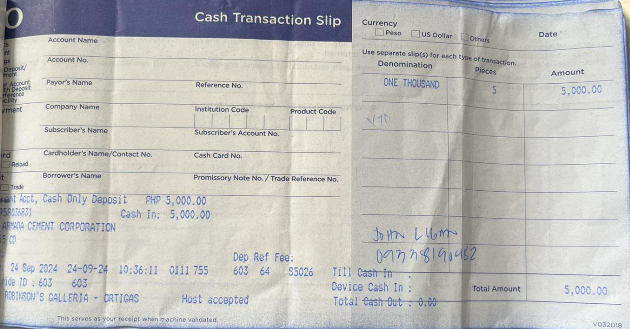 O
Cash Transaction Slip
Currency
Peso US Dollar Others
Date
Account Name
Account No.
Deposit/
Payor's Name Reference No.
Company Name Institution Code Product Code
Subscriber's Name Subscriber's Account No.
Cardholder's Name/Contact No. Cash Card No.
Reload
Borrower's Name Promissory Note No. / Trade Reference No.
Trade
Use separate slip(s) for each type of transaction.
Denomination Pieces Amount
ONE THOUSAND 5 5,000.00
Acct, Cash Only Deposit PHP 5,000.00
Cash In: 5,000.00
CEMENT CORPORATION
CD
JOHN
Dep Ref Fee:
24 Sep 2024 24-09-24 10:36:11 0111 755 603 64 S5026 Till Cash In :
ID : 603 603 Device Cash In : Total Amount 5,000.00
ROBINSON'S GALLERIA - ORTIGAS Host accepted Total Cash Out : 0.00
This serves as your receipt when machine validated.
V032018